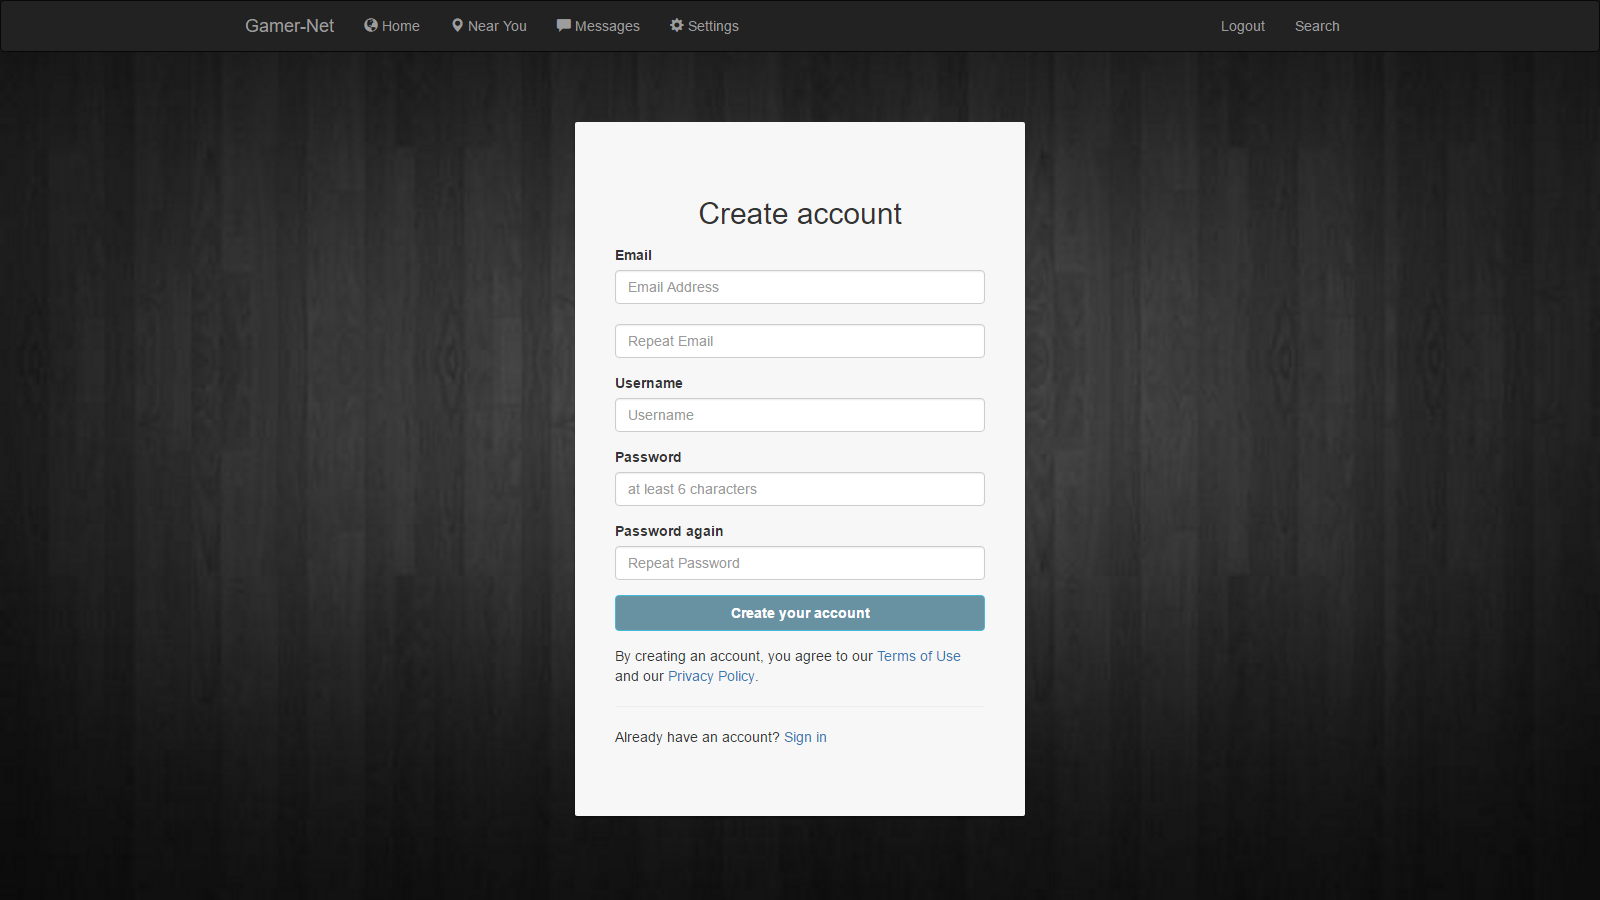 Gamer-Net Home Near You Messages Settings Logout Search
Create account
Email
Email Address
Repeat Email
Username
Username
Password
at least 6 characters
Password again
Repeat Password
Create your account
By creating an account, you agree to our Terms of Use
and our Privacy Policy.
Already have an account? Sign in